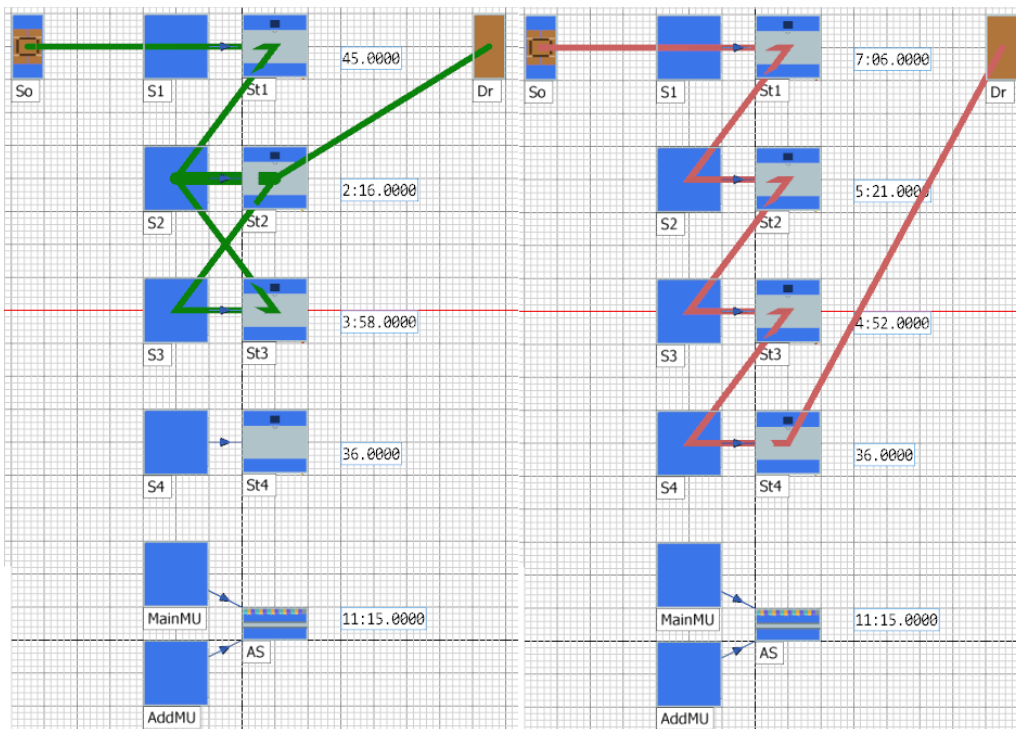 So
S1
St1
45.0000
Dr
S2
St2
2:16.0000
S3
St3
3:58.0000
S4
St4
36.0000
MainMU
AS
11:15.0000
AddMU
So
S1
St1
7:06.0000
Dr
S2
St2
5:21.0000
S3
St3
4:52.0000
S4
St4
36.0000
MainMU
AS
11:15.0000
AddMU